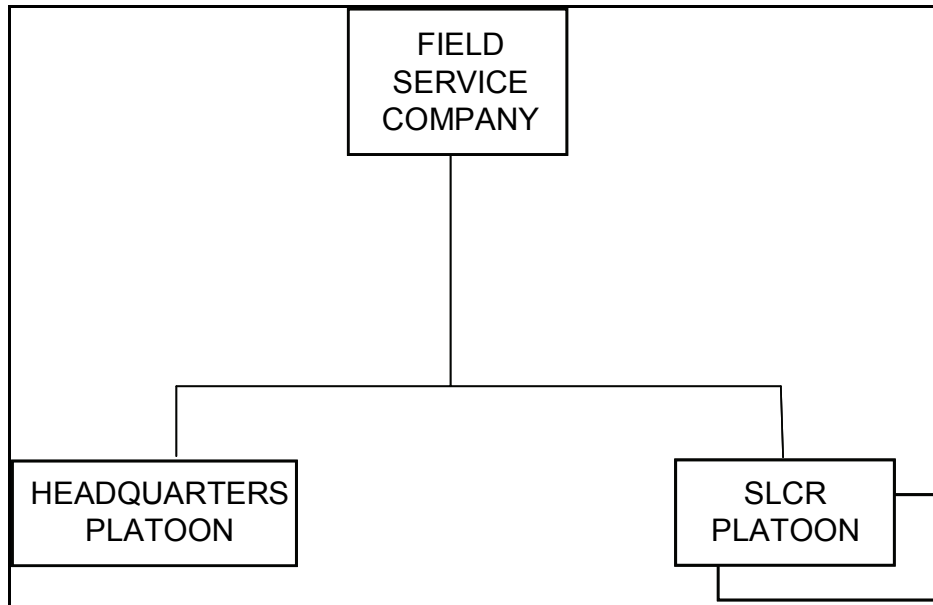 FIELD
SERVICE
COMPANY
HEADQUARTERS
PLATOON
SLCR
PLATOON